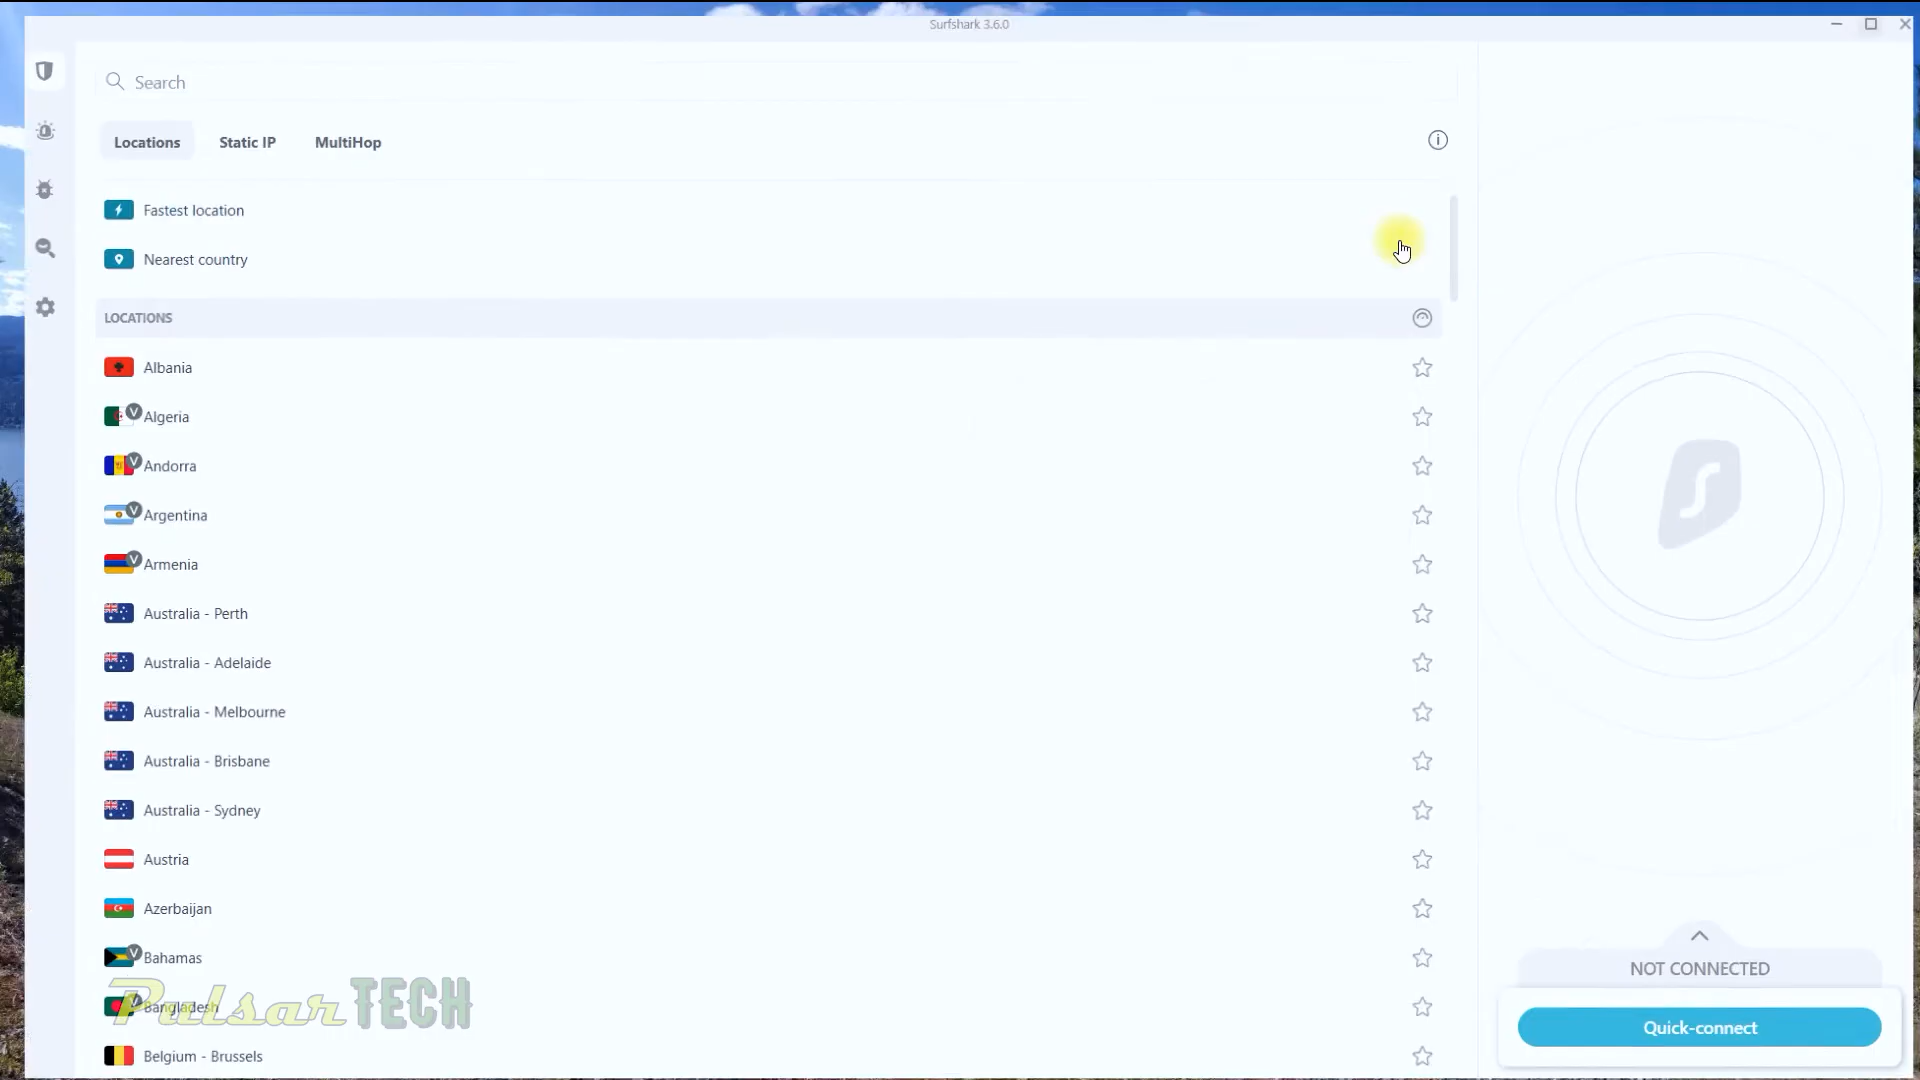 Surfshark 3.6.0
Search
Locations
Static IP
MultiHop
Fastest location
Nearest country
LOCATIONS
Albania
V
Algeria
V
Andorra
V
Argentina
V
Armenia
Australia - Perth
Australia - Adelaide
Australia - Melbourne
Australia - Brisbane
Australia - Sydney
Austria
Azerbaijan
V
Bahamas
V
Bangladesh
PulsarTECH
Belgium - Brussels
S
NOT CONNECTED
Quick-connect